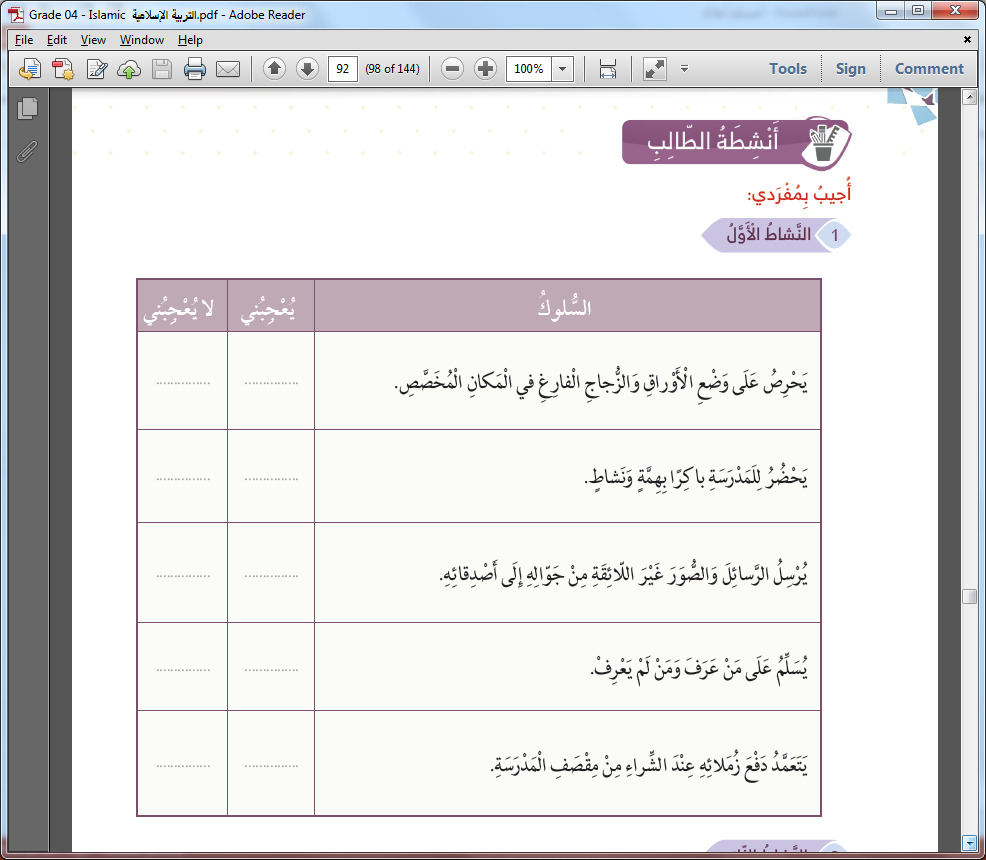 Grade 04 - Islamic التربية الإسلامية.pdf - Adobe Reader
File Edit View Window Help
92 (98 of 144) 100% Tools Sign Comment
أَنْشِطَةُ الطّالِبِ
أُجيبُ بِمُفْرَدي:
1 النَّشاطُ الْأَوَّلُ
السُّلوكُ يُعْجِبُني لا يُعْجِبُني
يَحْرِصُ عَلَى وَضْعِ الْأَوْراقِ وَالزُّجاجِ الْفارِغِ في الْمَكانِ الْمُخَصَّصِ. ............... ...............
يَحْضُرُ لِلَمَدْرَسَةِ باكِرًا بِهِمَّةٍ وَنَشاطٍ. ............... ...............
يُرْسِلُ الرَّسائِلَ وَالصُّوَرَ غَيْرَ اللّائِقَةِ مِنْ جَوّالِهِ إِلَى أَصْدِقائِهِ. ............... ...............
يُسَلِّمُ عَلَى مَنْ عَرَفَ وَمَنْ لَمْ يَعْرِفْ. ............... ...............
يَتَعَمَّدُ دَفْعَ زُمَلائِهِ عِنْدَ الشِّراءِ مِنْ مِقْصَفِ الْمَدْرَسَةِ. ............... ...............